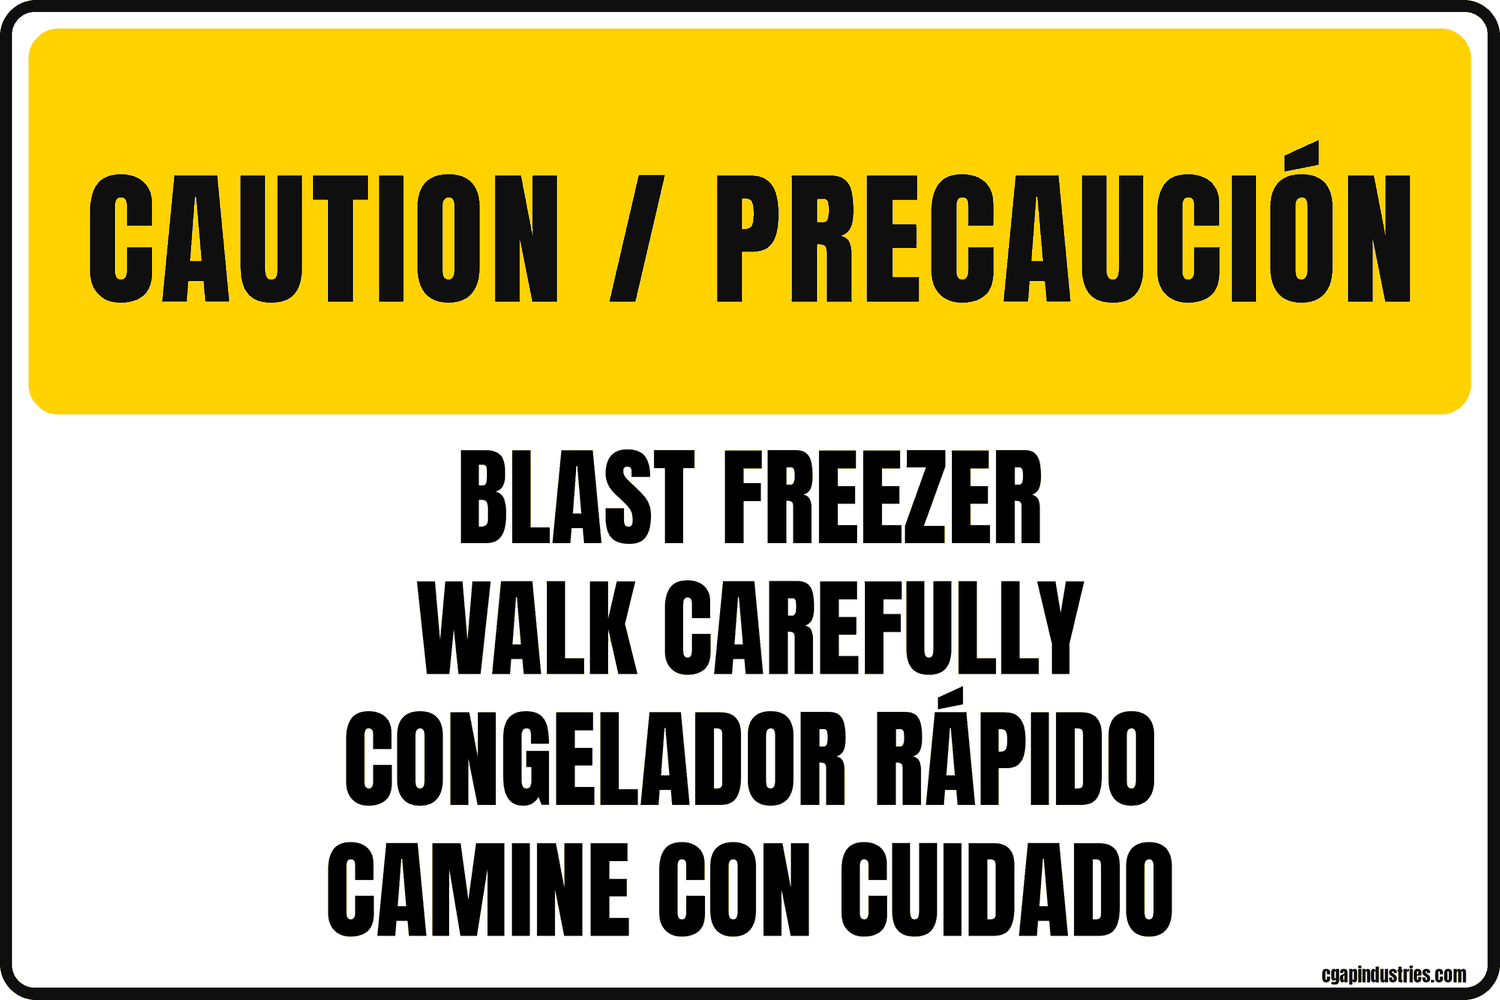 CAUTION / PRECAUCIÓN
BLAST FREEZER
WALK CAREFULLY
CONGELADOR RÁPIDO
CAMINE CON CUIDADO
cgapindustries.com